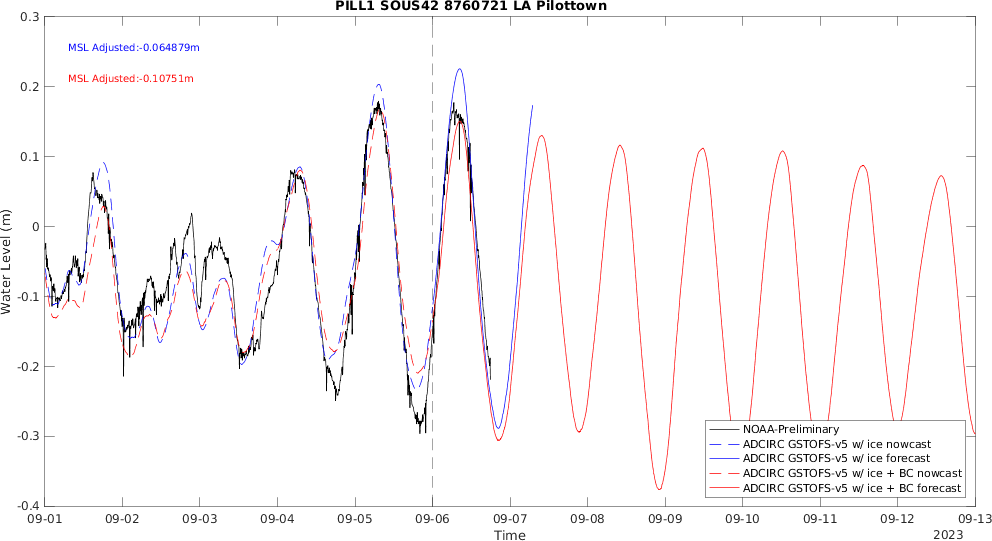 PILL1 SOUS42 8760721 LA Pilottown
MSL Adjusted:-0.064879m
MSL Adjusted:-0.10751m
Water Level (m)
0.3
0.2
0.1
0
-0.1
-0.2
-0.3
-0.4
NOAA-Preliminary
ADCIRC GSTOFS-v5 w/ ice nowcast
ADCIRC GSTOFS-v5 w/ ice forecast
ADCIRC GSTOFS-v5 w/ ice + BC nowcast
ADCIRC GSTOFS-v5 w/ ice + BC forecast
09-01 09-02 09-03 09-04 09-05 09-06 09-07 09-08 09-09 09-10 09-11 09-12 09-13
Time
2023